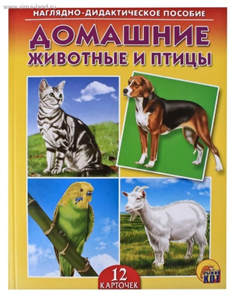 НАГЛЯДНО-ДИДАКТИЧЕСКОЕ ПОСОБИЕ
ДОМАШНИЕ
ЖИВОТНЫЕ И ПТИЦЫ
12
КАРТОЧЕК